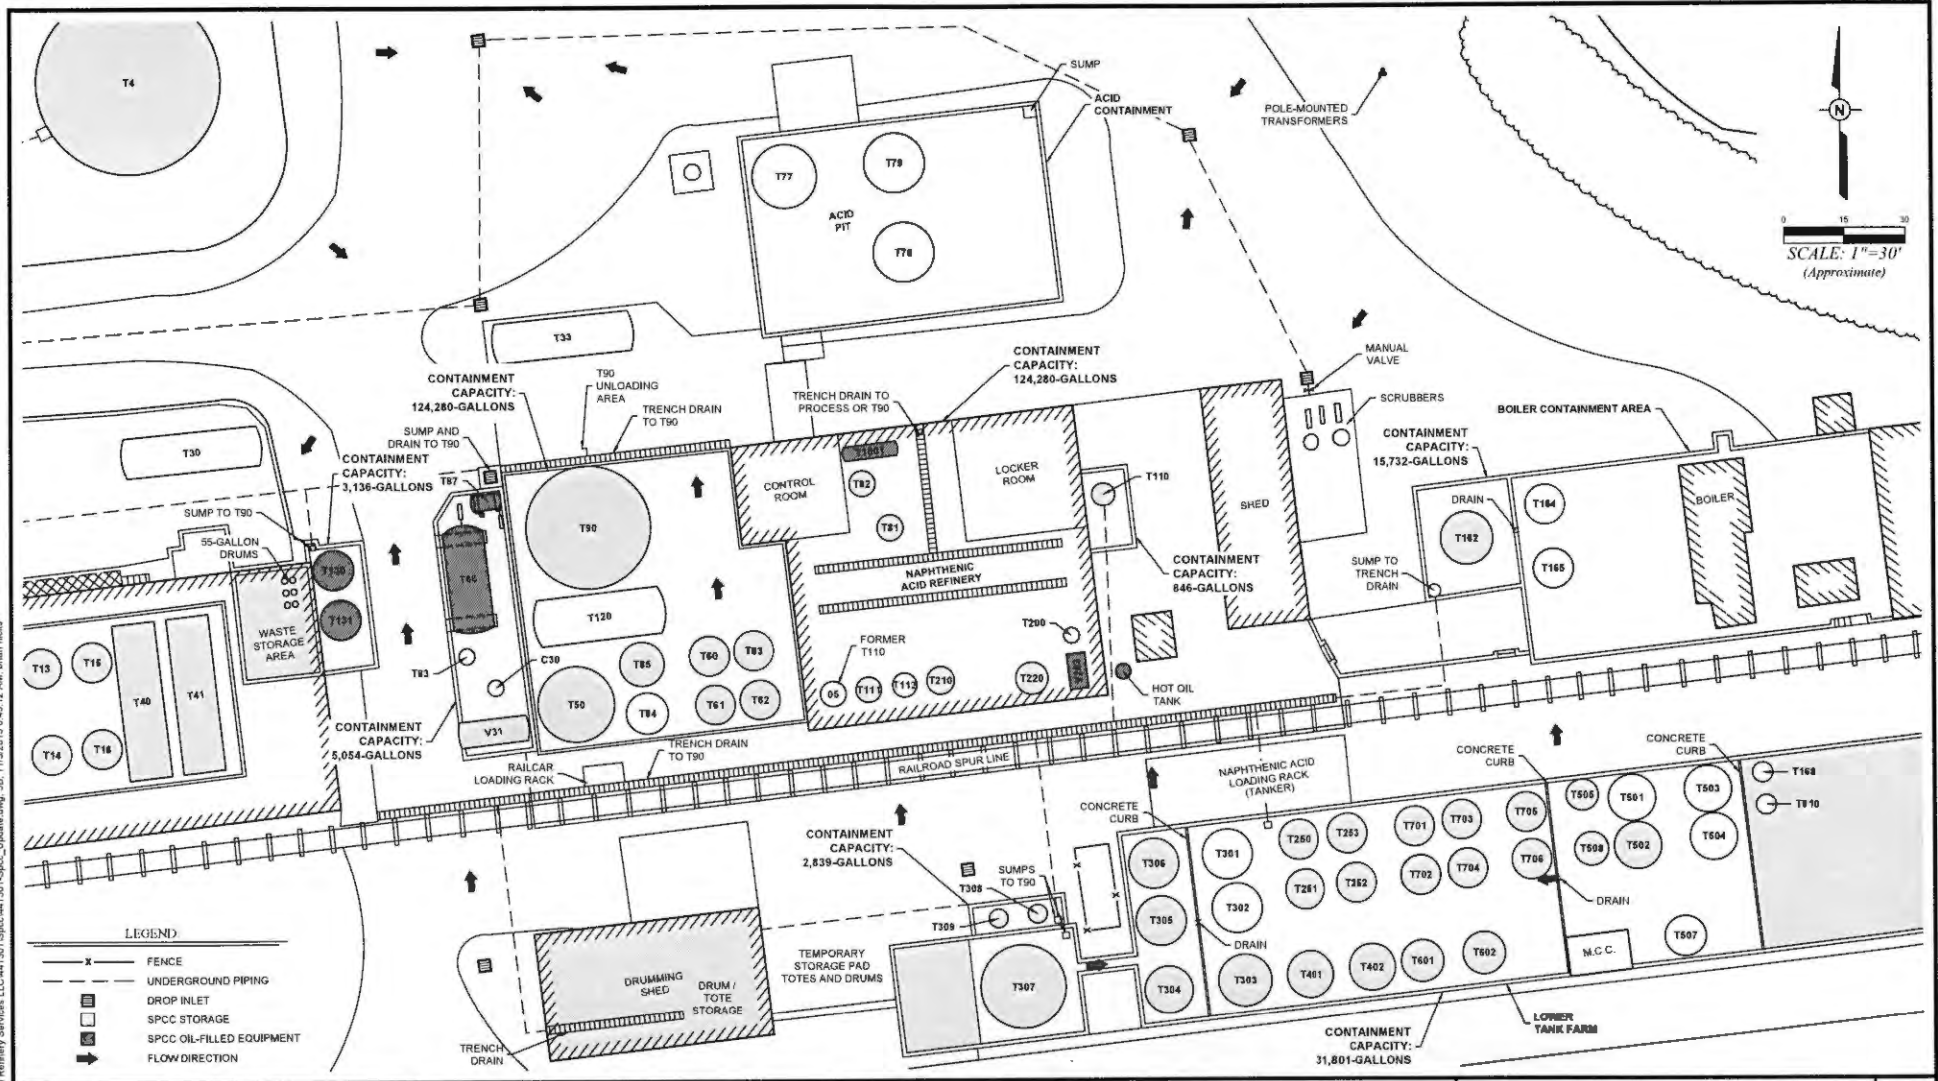 T4
SUMP
ACID
CONTAINMENT
POLE-MOUNTED
TRANSFORMERS
N
T77
T79
ACID
PIT
T78
0 15 30
SCALE: 1"=30'
(Approximate)
T33
MANUAL
VALVE
SCRUBBERS
CONTAINMENT
CAPACITY:
124,280-GALLONS
T90
UNLOADING
AREA
TRENCH DRAIN
TO T90
TRENCH DRAIN TO
PROCESS OR T90
CONTAINMENT
CAPACITY:
124,280-GALLONS
BOILER CONTAINMENT AREA
CONTAINMENT
CAPACITY:
15,732-GALLONS
SUMP AND
DRAIN TO T90
T30
CONTAINMENT
CAPACITY:
3,136-GALLONS
T87
SUMP TO T90
55-GALLON
DRUMS
CONTROL
ROOM
T82
T81
LOCKER
ROOM
T110
SHED
DRAIN
T162
T164
T165
BOILER
T90
T120
NAPHTHENIC
ACID REFINERY
CONTAINMENT
CAPACITY:
846-GALLONS
SUMP TO
TRENCH
DRAIN
T130
T131
WASTE
STORAGE
AREA
T13
T15
T40
T41
T14
T16
T93
C30
V31
T50
T85
T84
T60
T83
T61
T62
FORMER
T110
05
T111
T112
T210
T220
T200
HOT OIL
TANK
CONTAINMENT
CAPACITY:
5,054-GALLONS
RAILCAR
LOADING RACK
TRENCH DRAIN
TO T90
RAILROAD SPUR LINE
NAPHTHENIC ACID
LOADING RACK
(TANKER)
CONCRETE
CURB
CONCRETE
CURB
CONCRETE
CURB
T168
T810
CONTAINMENT
CAPACITY:
2,839-GALLONS
T308
T309
SUMPS
TO T90
T306
T305
T304
T301
T302
T303
DRAIN
T250
T253
T251
T252
T701
T703
T702
T704
T705
T706
T401
T402
T601
T602
T505
T501
T503
T508
T502
T504
T507
DRAIN
M.C.C.
T307
TEMPORARY
STORAGE PAD
TOTES AND DRUMS
DRUMMING
SHED
DRUM /
TOTE
STORAGE
TRENCH
DRAIN
LOWER
TANK FARM
CONTAINMENT
CAPACITY:
31,801-GALLONS
LEGEND:
x FENCE
UNDERGROUND PIPING
DROP INLET
SPCC STORAGE
SPCC OIL-FILLED EQUIPMENT
FLOW DIRECTION